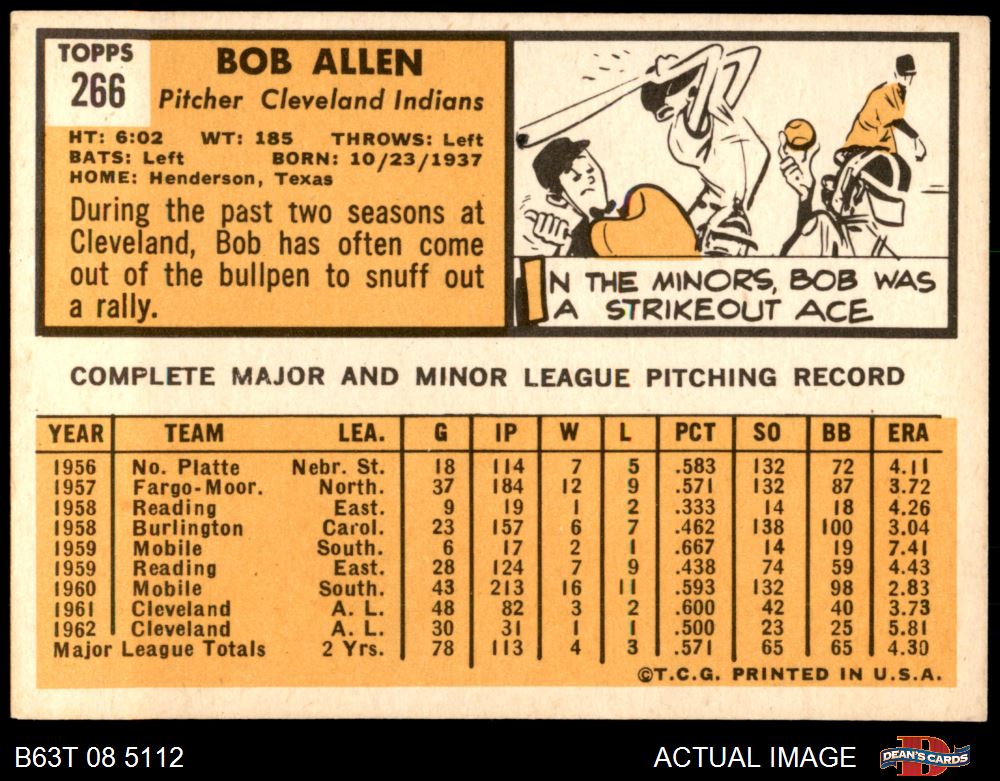 TOPPS
266
BOB ALLEN
Pitcher Cleveland Indians
HT: 6:02 WT: 185 THROWS: Left
BATS: Left BORN: 10/23/1937
HOME: Henderson, Texas
During the past two seasons at
Cleveland, Bob has often come
out of the bullpen to snuff out
a rally.
IN THE MINORS, BOB WAS
A STRIKEOUT ACE
COMPLETE MAJOR AND MINOR LEAGUE PITCHING RECORD
YEAR TEAM LEA. G IP W L PCT SO BB ERA
1956 No. Platte Nebr. St. 18 114 7 5 .583 132 72 4.11
1957 Fargo-Moor. North. 37 184 12 9 .571 132 87 3.72
1958 Reading East. 9 19 1 2 .333 14 18 4.26
1958 Burlington Carol. 23 157 6 7 .462 138 100 3.04
1959 Mobile South. 6 17 2 1 .667 14 19 7.41
1959 Reading East. 28 124 7 9 .438 74 59 4.43
1960 Mobile South. 43 213 16 11 .593 132 98 2.83
1961 Cleveland A. L. 48 82 3 2 .600 42 40 3.73
1962 Cleveland A. L. 30 31 1 1 .500 23 25 5.81
Major League Totals 2 Yrs. 78 113 4 3 .571 65 65 4.30
©T.C.G. PRINTED IN U.S.A.
B63T 08 5112 ACTUAL IMAGE DEAN'S CARDS